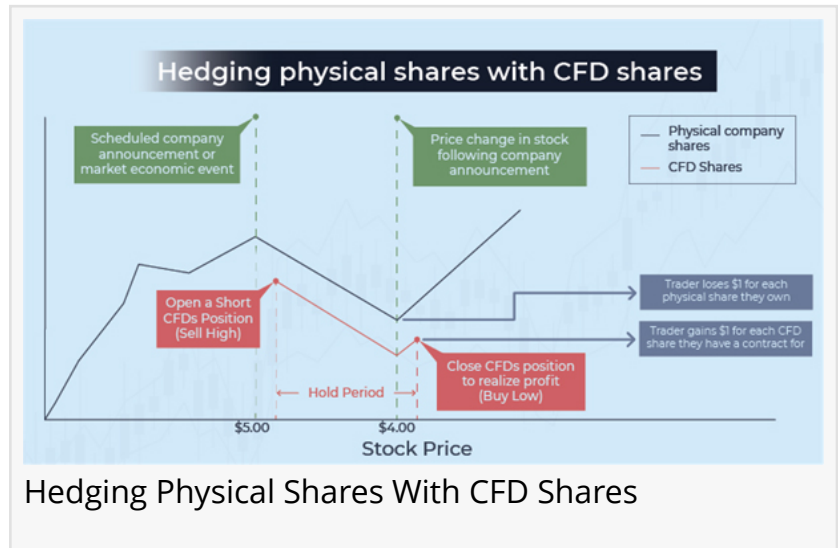 Hedging physical shares with CFD shares
Scheduled company
announcement or
market economic event
Price change in stock
following company
announcement
Physical company
shares
CFD Shares
Open a Short
CFDs Position
(Sell High)
Trader loses $1 for each
physical share they own
Trader gains $1 for each CFD
share they have a contract for
Close CFDs position
to realize profit
(Buy Low)
Hold Period
$5.00
$4.00
Stock Price
Hedging Physical Shares With CFD Shares